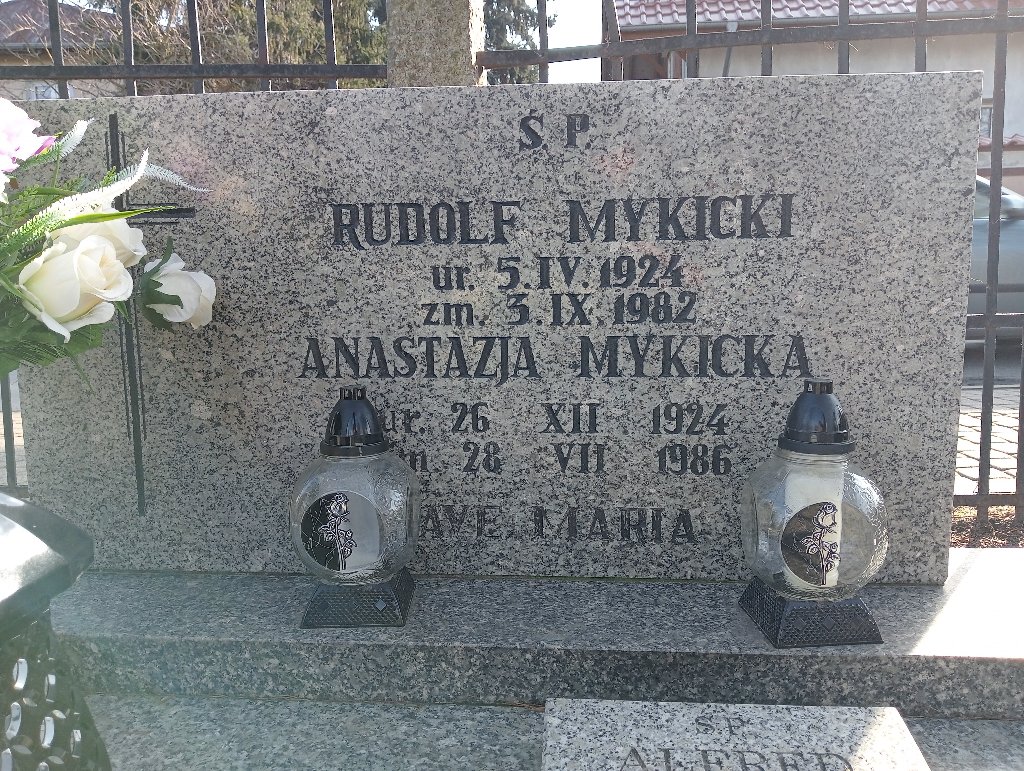 Ś.P.
RUDOLF MYKICKI
ur. 5.IV.1924
zm. 3.IX.1982
ANASTAZJA MYKICKA
ur 26 XII 1924
28 VII 1986
AVE MARIA
ŚP
ALFRED